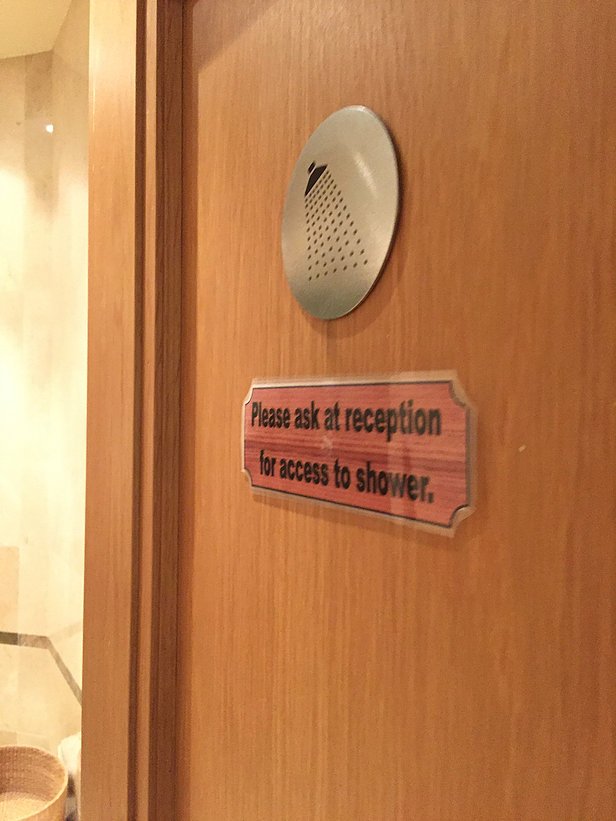 Please ask at reception
for access to shower.